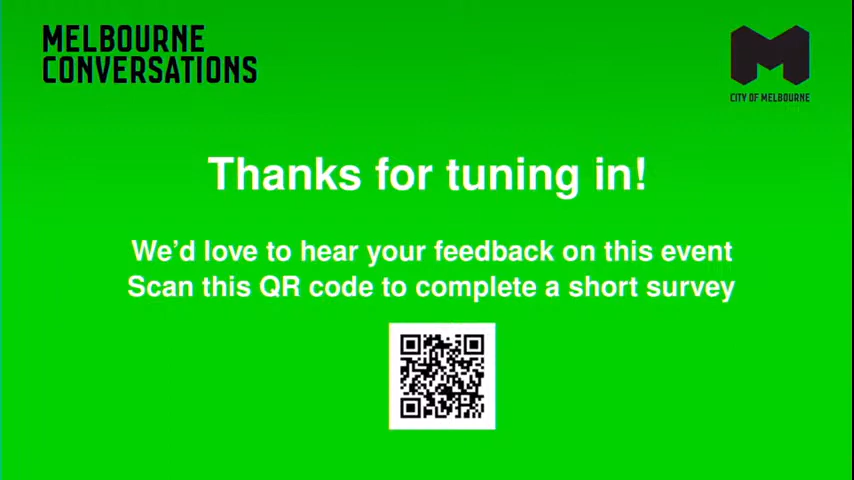 MELBOURNE
CONVERSATIONS
CITY OF MELBOURNE
Thanks for tuning in!
We'd love to hear your feedback on this event
Scan this QR code to complete a short survey